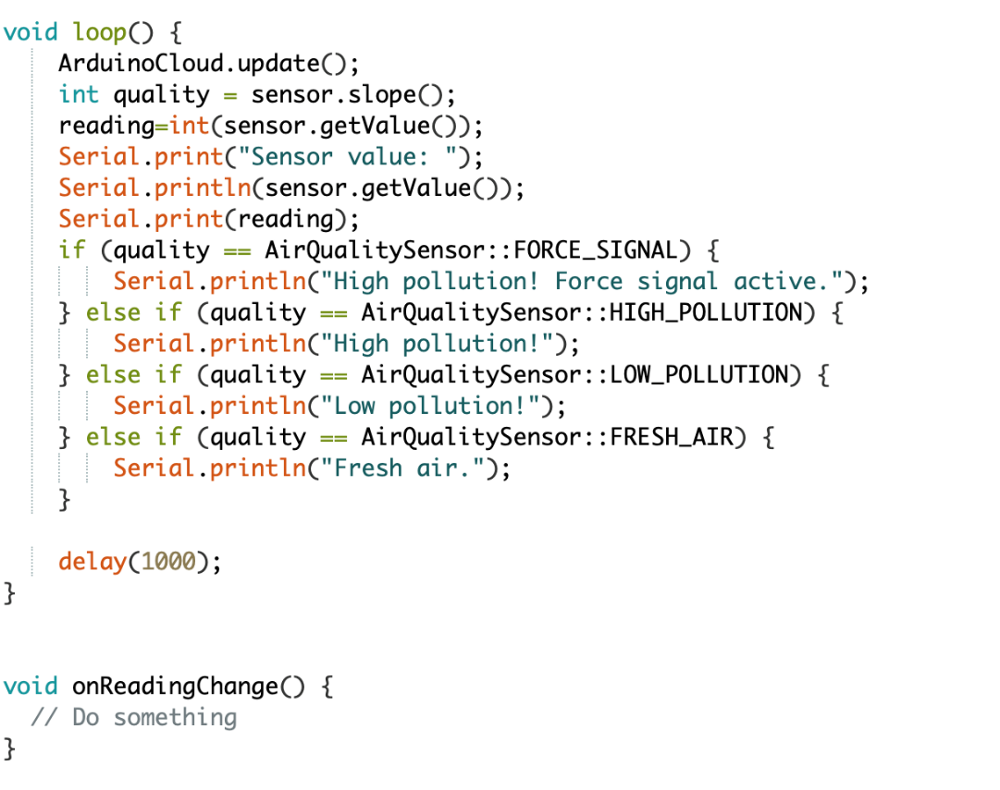 void loop() {
    ArduinoCloud.update();
    int quality = sensor.slope();
    reading=int(sensor.getValue());
    Serial.print("Sensor value: ");
    Serial.println(sensor.getValue());
    Serial.print(reading);
    if (quality == AirQualitySensor::FORCE_SIGNAL) {
        Serial.println("High pollution! Force signal active.");
    } else if (quality == AirQualitySensor::HIGH_POLLUTION) {
        Serial.println("High pollution!");
    } else if (quality == AirQualitySensor::LOW_POLLUTION) {
        Serial.println("Low pollution!");
    } else if (quality == AirQualitySensor::FRESH_AIR) {
        Serial.println("Fresh air.");
    }

    delay(1000);
}


void onReadingChange() {
  // Do something
}